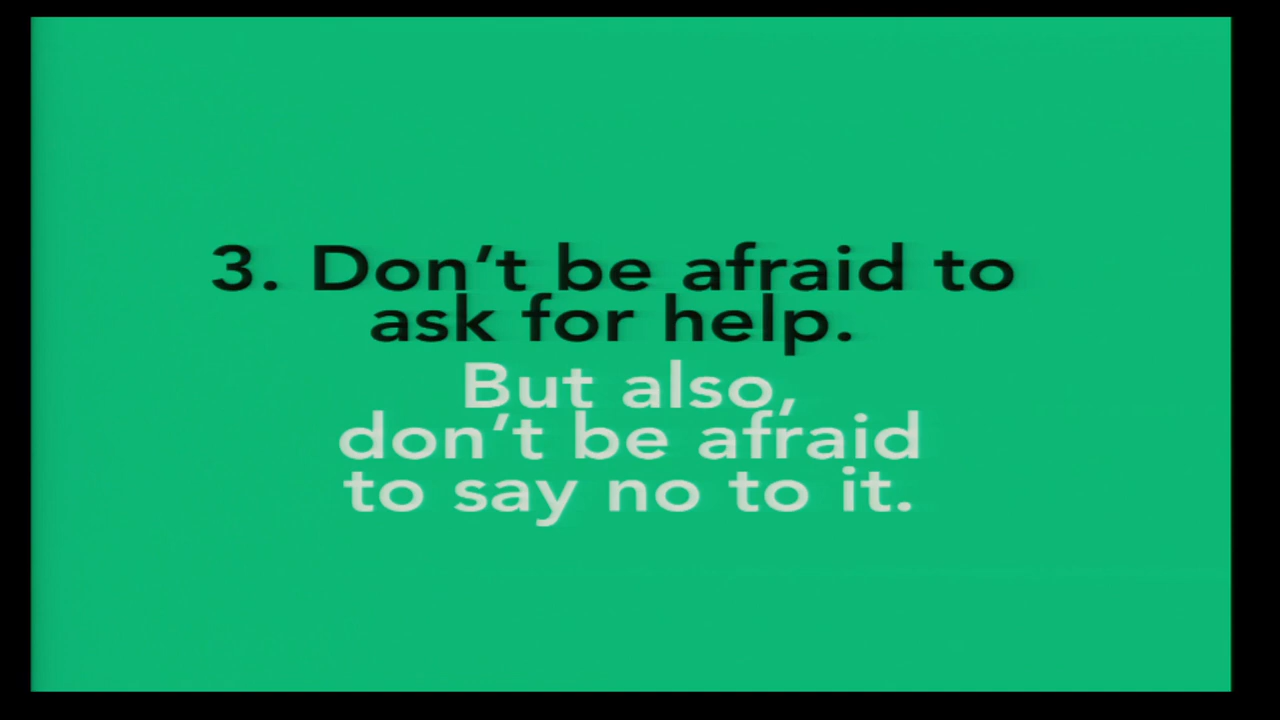 3. Don’t be afraid to
ask for help.
But also,
don’t be afraid
to say no to it.